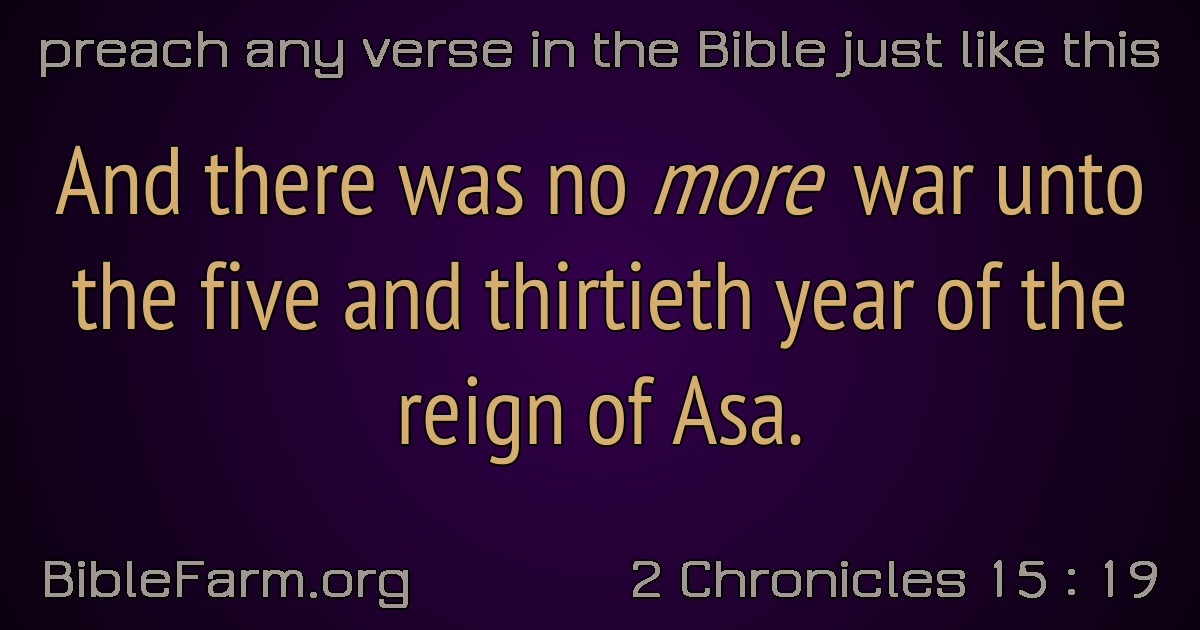 preach any verse in the Bible just like this
And there was no more war unto
the five and thirtieth year of the
reign of Asa.
BibleFarm.org
2 Chronicles 15 : 19